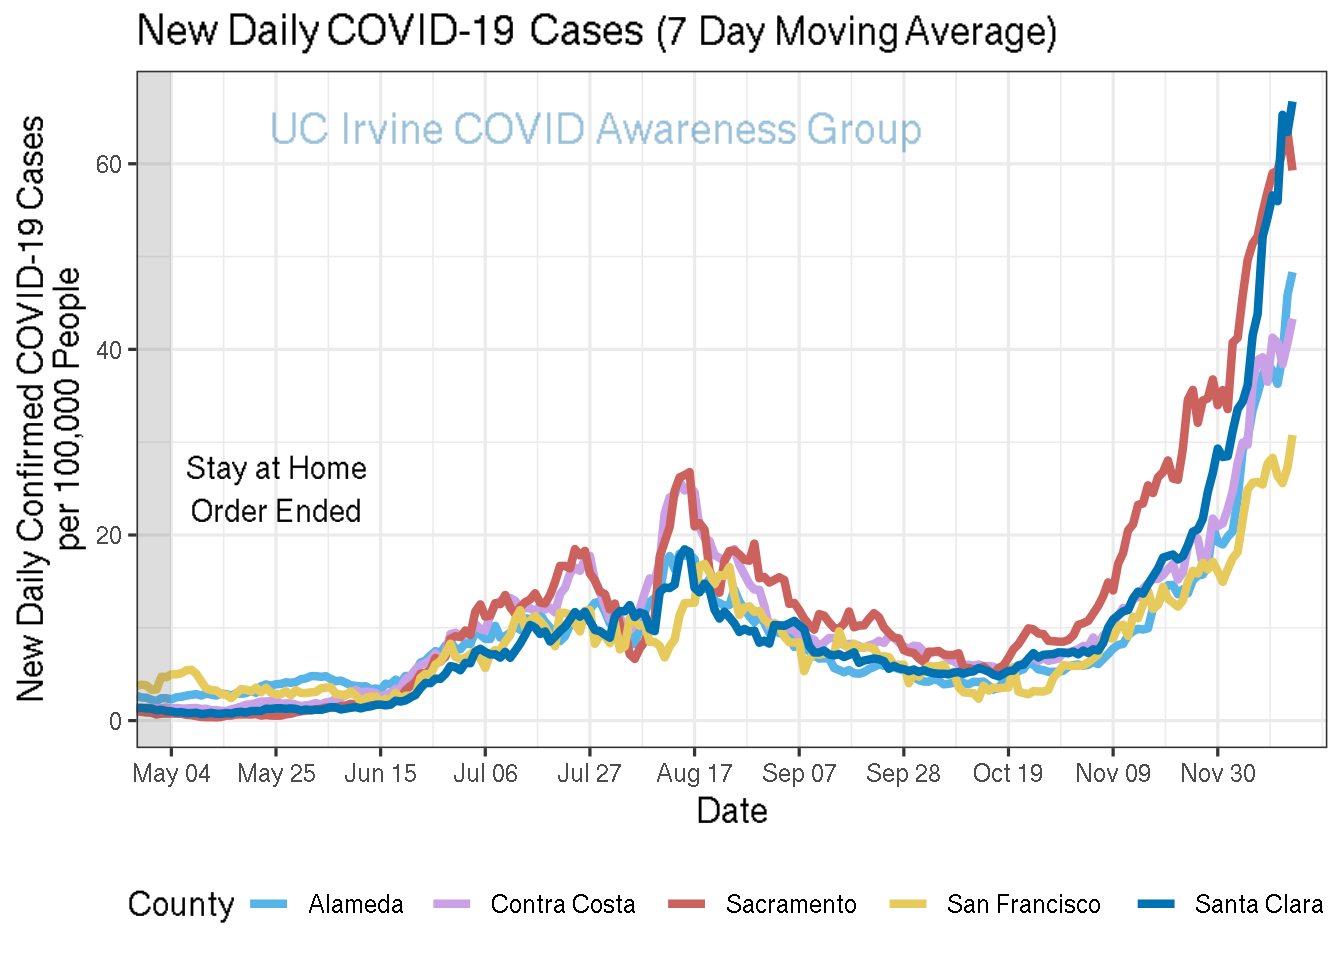 New Daily COVID-19 Cases (7 Day Moving Average)
UC Irvine COVID Awareness Group
New Daily Confirmed COVID-19 Cases
per 100,000 People
60
40
20
0
Stay at Home
Order Ended
May 04 May 25 Jun 15 Jul 06 Jul 27 Aug 17 Sep 07 Sep 28 Oct 19 Nov 09 Nov 30
Date
County Alameda Contra Costa Sacramento San Francisco Santa Clara